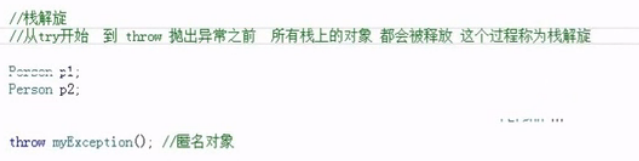 //栈解旋
//从try开始  到 throw 抛出异常之前  所有栈上的对象 都会被释放 这个过程称为栈解旋
Person p1;
Person p2;
throw myException(); //匿名对象